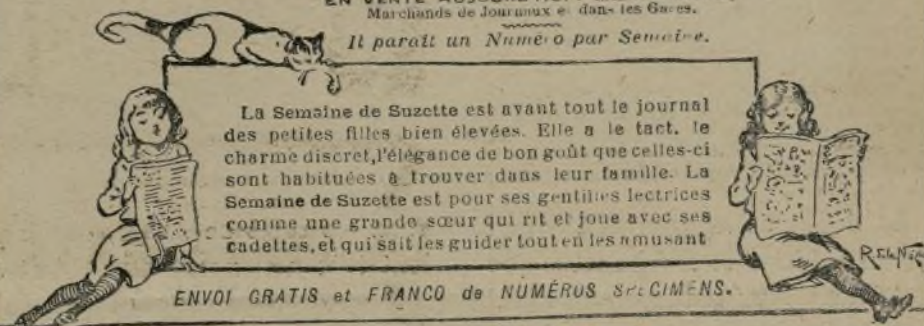 EN VENTE
Marchands de Journaux et dans les Gares.
Il parait un Numéro par Semaine.
La Semaine de Suzette est avant tout le journal
des petites filles bien élevées. Elle a le tact, le
charme discret, l'élégance de bon goût que celles-ci
sont habituées à trouver dans leur famille. La
Semaine de Suzette est pour ses gentilles lectrices
comme une grande sœur qui rit et joue avec ses
cadettes, et qui sait les guider tout en les amusant
ENVOI GRATIS et FRANCO de NUMÉROS SPECIMENS.